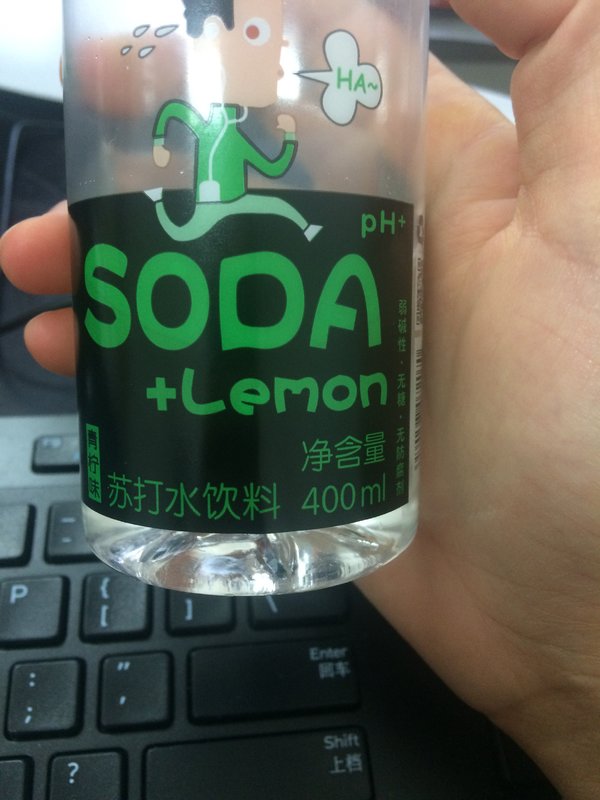 HA~
pH+
SODA
+Lemon
弱碱性·无糖·无防腐剂
青柠味
苏打水饮料
净含量
400ml
P
{
[
}
]
|
\
:
;
"
,
Enter
回车
?
Shift
上档